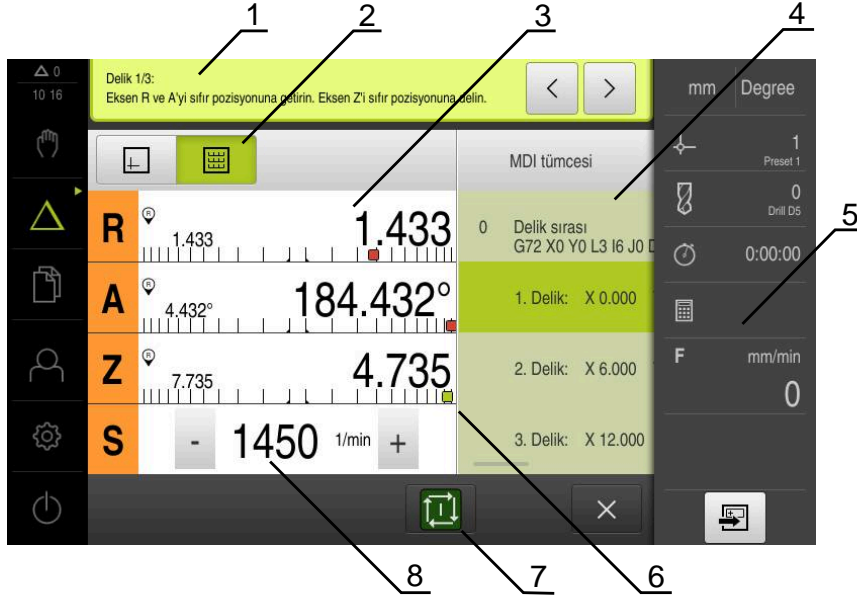 1
2
3
4
0
10 16
Delik 1/3:
Eksen R ve A'yi sıfır pozisyonuna getirin. Eksen Z'i sıfır pozisyonuna delin.
<
>
mm
Degree
MDI tümcesi
1
Preset 1
0
Drill D5
5
0:00:00
R
R
1.433
1.433
0
Delik sırası
G72 X0 Y0 L3 I6 J0 D
A
R
4.432°
184.432°
1. Delik: X 0.000
Z
R
7.735
4.735
2. Delik: X 6.000
F
mm/min
0
S
-
1450
1/min
+
3. Delik: X 12.000
8
7
6